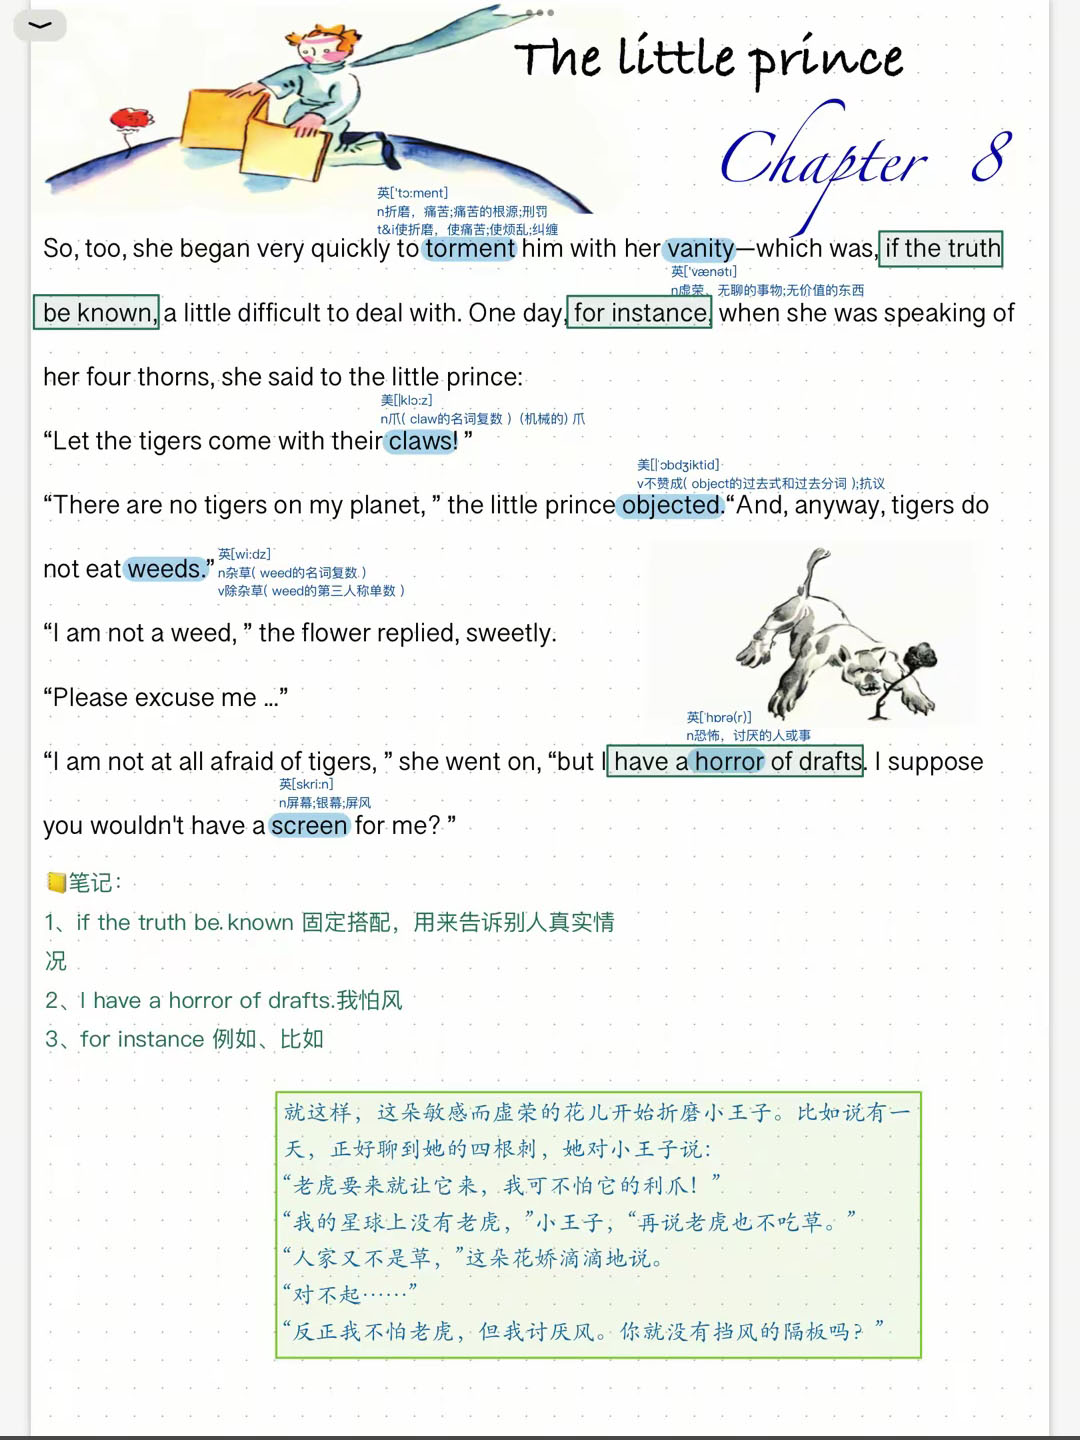 The little prince
Chapter 8
英['tɔ:ment]
n折磨，痛苦;痛苦的根源;刑罚
t&i使折磨，使痛苦;使烦乱;纠缠
So, too, she began very quickly to torment him with her vanity—which was, if the truth
英['vænətɪ]
n虚荣，无聊的事物;无价值的东西
be known, a little difficult to deal with. One day, for instance, when she was speaking of
her four thorns, she said to the little prince:
美[|klɔ:z]
n爪( claw的名词复数 )（机械的）爪
“Let the tigers come with their claws! ”
美[|ˈɔbdʒiktid]
v不赞成( object的过去式和过去分词 );抗议
“There are no tigers on my planet, ” the little prince objected.“And, anyway, tigers do
英[wi:dz]
not eat weeds.”
n杂草( weed的名词复数 )
v除杂草( weed的第三人称单数 )
“I am not a weed, ” the flower replied, sweetly.
“Please excuse me ...”
英[ˈhɒrə(r)]
n恐怖，讨厌的人或事
“I am not at all afraid of tigers, ” she went on, “but I have a horror of drafts. I suppose
英[skri:n]
n屏幕;银幕;屏风
you wouldn't have a screen for me? ”
📒笔记：
1、if the truth be known 固定搭配，用来告诉别人真实情
况
2、I have a horror of drafts.我怕风
3、for instance 例如、比如
就这样，这朵敏感而虚荣的花儿开始折磨小王子。比如说有一
天，正好聊到她的四根刺，她对小王子说：
“老虎要来就让它来，我可不怕它的利爪！”
“我的星球上没有老虎，”小王子，“再说老虎也不吃草。”
“人家又不是草，”这朵花娇滴滴地说。
“对不起……”
“反正我不怕老虎，但我讨厌风。你就没有挡风的隔板吗？”